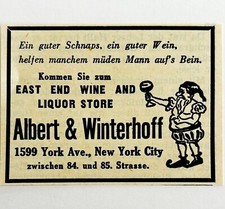 Ein guter Schnaps, ein guter Wein,
helfen manchem müden Mann auf's Bein.
Kommen Sie zum
EAST END WINE AND
LIQUOR STORE
Albert & Winterhoff
1599 York Ave., New York City
zwischen 84. und 85. Strasse.